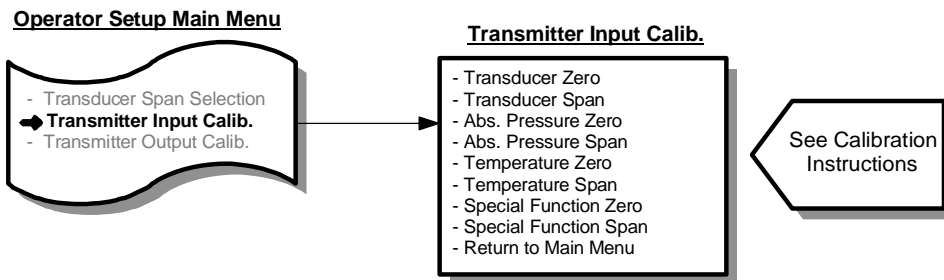 Operator Setup Main Menu
- Transducer Span Selection
Transmitter Input Calib.
- Transmitter Output Calib.
Transmitter Input Calib.
- Transducer Zero
- Transducer Span
- Abs. Pressure Zero
- Abs. Pressure Span
- Temperature Zero
- Temperature Span
- Special Function Zero
- Special Function Span
- Return to Main Menu
See Calibration
Instructions